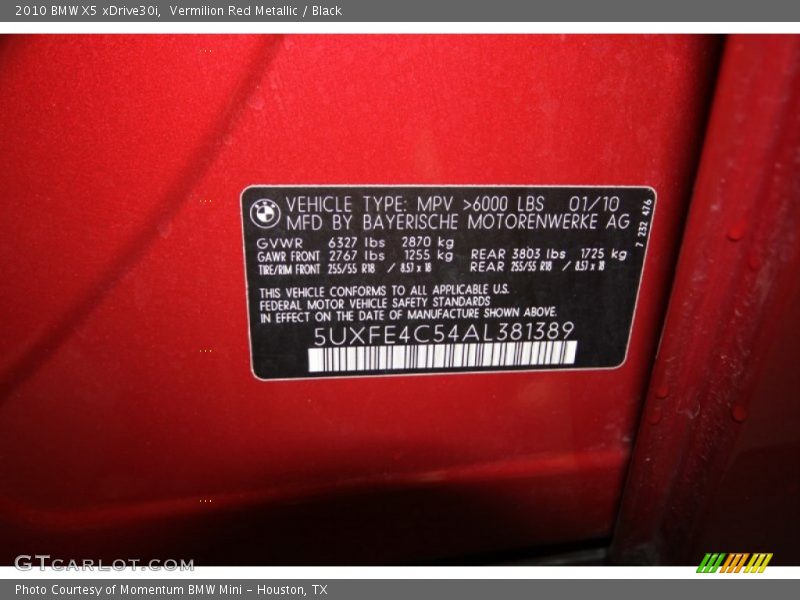 2010 BMW X5 xDrive30i,  Vermilion Red Metallic / Black
VEHICLE TYPE: MPV >6000 LBS 01/10
MFD BY BAYERISCHE MOTORENWERKE AG
7 232 476
GVWR 6327 lbs 2870 kg
GAWR FRONT 2767 lbs 1255 kg REAR 3803 lbs 1725 kg
TIRE/RIM FRONT 255/55 R18 / 8.5J x 18 REAR 255/55 R18 / 8.5J x 18
THIS VEHICLE CONFORMS TO ALL APPLICABLE U.S.
FEDERAL MOTOR VEHICLE SAFETY STANDARDS
IN EFFECT ON THE DATE OF MANUFACTURE SHOWN ABOVE.
5UXFE4C54AL381389
GTCARLOT.COM
Photo Courtesy of Momentum BMW Mini - Houston, TX